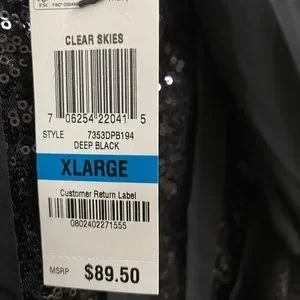 CLEAR SKIES
7 06254 22041 5
STYLE 7353DPB194
DEEP BLACK
XLARGE
Customer Return Label
0802402271555
MSRP $89.50